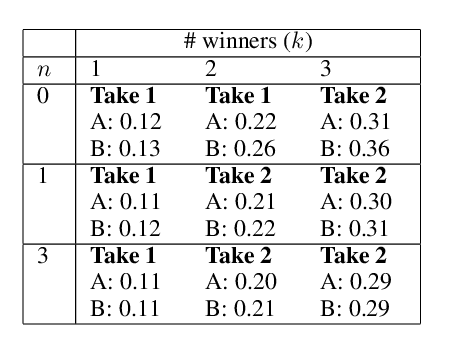 # winners (k)
n 1 2 3
0 Take 1 Take 1 Take 2
A: 0.12 A: 0.22 A: 0.31
B: 0.13 B: 0.26 B: 0.36
1 Take 1 Take 2 Take 2
A: 0.11 A: 0.21 A: 0.30
B: 0.12 B: 0.22 B: 0.31
3 Take 1 Take 2 Take 2
A: 0.11 A: 0.20 A: 0.29
B: 0.11 B: 0.21 B: 0.29